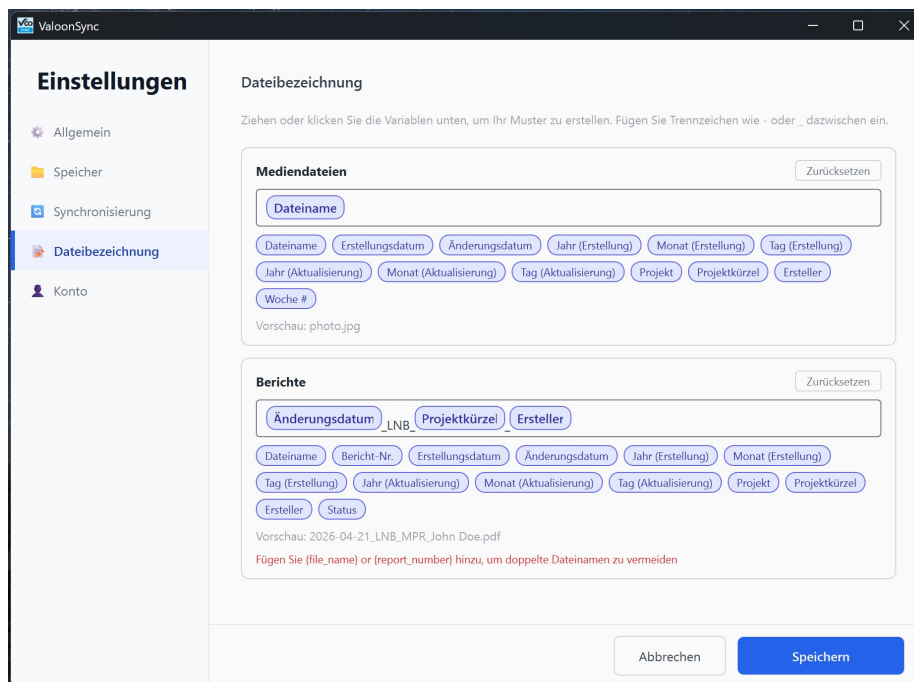 ValoonSync
Einstellungen
Allgemein
Speicher
Synchronisierung
Dateibezeichnung
Konto
Dateibezeichnung
Ziehen oder klicken Sie die Variablen unten, um Ihr Muster zu erstellen. Fügen Sie Trennzeichen wie - oder _ dazwischen ein.
Mediendateien Zurücksetzen
Dateiname
Dateiname Erstellungsdatum Änderungsdatum Jahr (Erstellung) Monat (Erstellung) Tag (Erstellung)
Jahr (Aktualisierung) Monat (Aktualisierung) Tag (Aktualisierung) Projekt Projektkürzel Ersteller
Woche #
Vorschau: photo.jpg
Berichte Zurücksetzen
Änderungsdatum _LNB_ Projektkürzel _ Ersteller
Dateiname Bericht-Nr. Erstellungsdatum Änderungsdatum Jahr (Erstellung) Monat (Erstellung)
Tag (Erstellung) Jahr (Aktualisierung) Monat (Aktualisierung) Tag (Aktualisierung) Projekt Projektkürzel
Ersteller Status
Vorschau: 2026-04-21_LNB_MPR_John Doe.pdf
Fügen Sie {file_name} or {report_number} hinzu, um doppelte Dateinamen zu vermeiden
Abbrechen Speichern